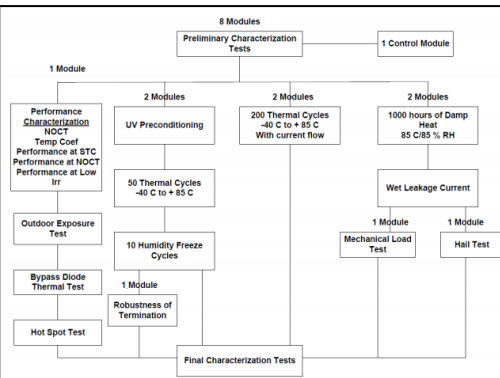 8 Modules
Preliminary Characterization
Tests
1 Control Module
1 Module
2 Modules
2 Modules
2 Modules
Performance
Characterization
NOCT
Temp Coef
Performance at STC
Performance at NOCT
Performance at Low
Irr
UV Preconditioning
200 Thermal Cycles
-40 C to + 85 C
With current flow
1000 hours of Damp
Heat
85 C/85 % RH
50 Thermal Cycles
-40 C to + 85 C
Wet Leakage Current
Outdoor Exposure
Test
10 Humidity Freeze
Cycles
1 Module
1 Module
Mechanical Load
Test
Hail Test
Bypass Diode
Thermal Test
1 Module
Robustness of
Termination
Hot Spot Test
Final Characterization Tests